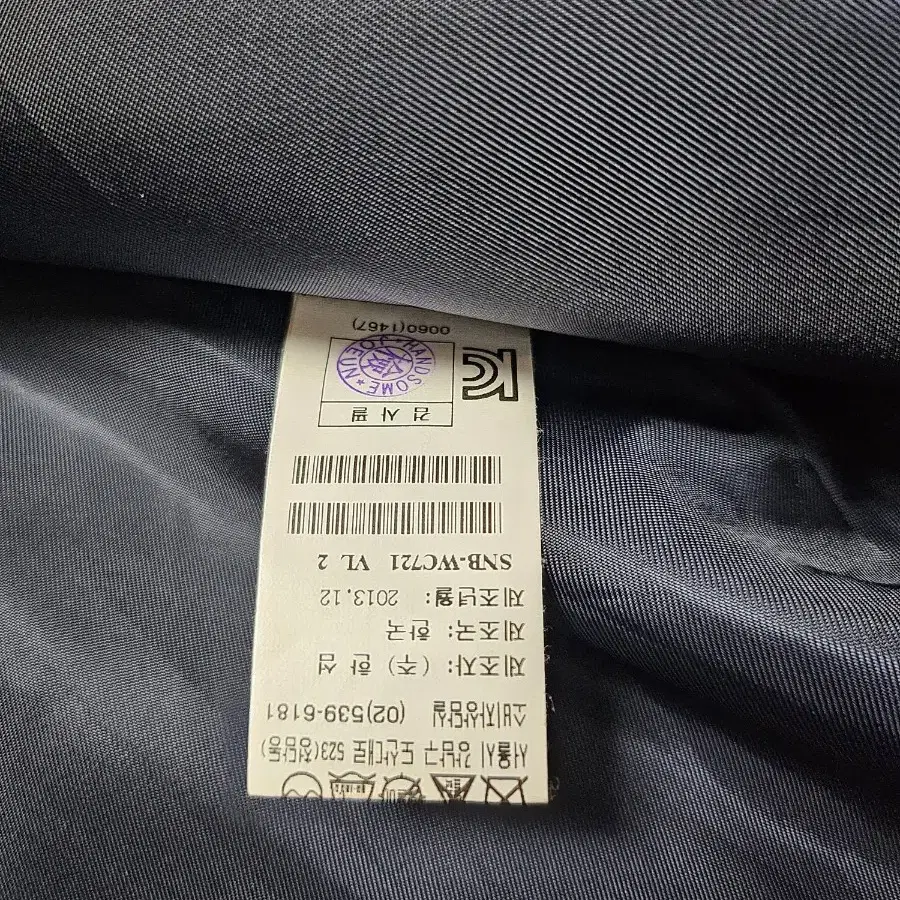 서울시 강남구 도산대로 523(청담동)
소비자상담실 (02)539-6181
제조자: (주) 한 섬
제조국: 한국
제조년월: 2013.12
SNB-WC721 VL 2
검 사 필
HANDSOME
JOEUN
0060(1467)